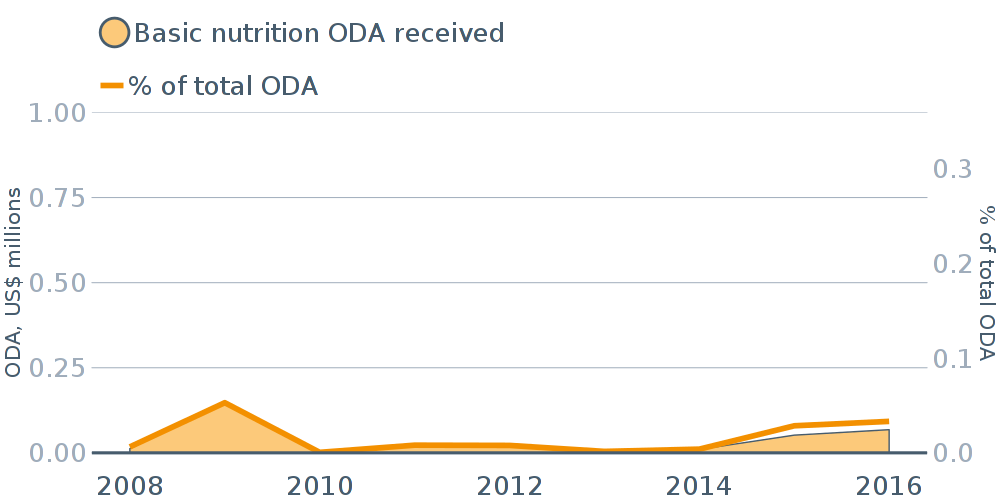 Basic nutrition ODA received
% of total ODA
1.00
0.75
0.50
0.25
0.00
ODA, US$ millions
0.3
0.2
0.1
0.0
% of total ODA
2008 2010 2012 2014 2016